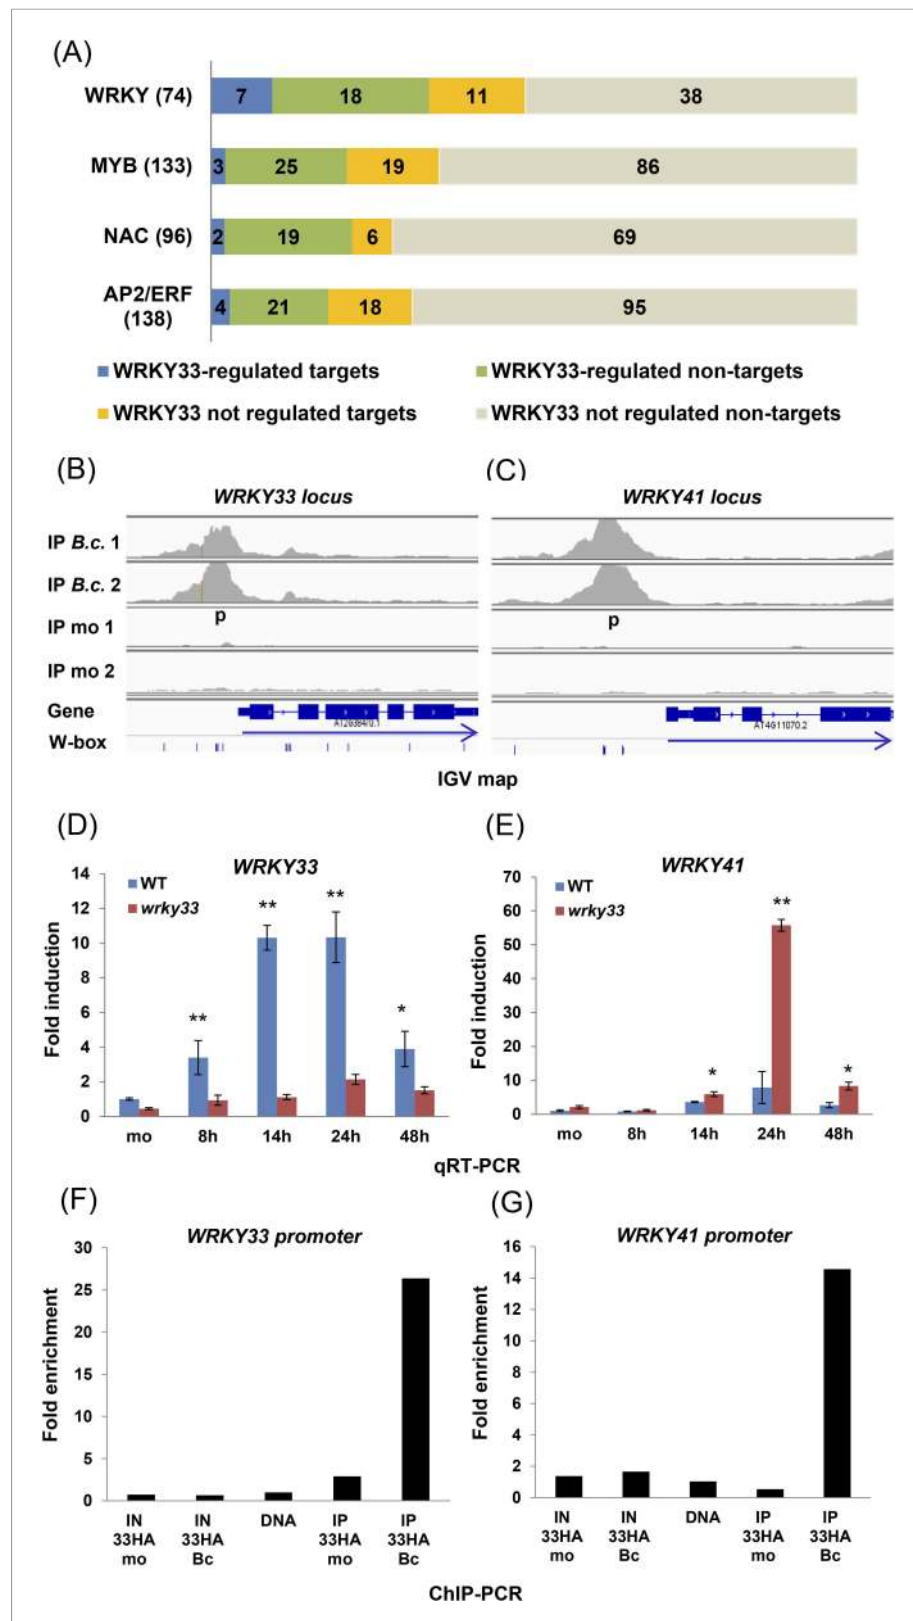 (A)
WRKY (74) 7 18 11 38
MYB (133) 3 25 19 86
NAC (96) 2 19 6 69
AP2/ERF
(138) 4 21 18 95
WRKY33-regulated targets WRKY33-regulated non-targets
WRKY33 not regulated targets WRKY33 not regulated non-targets
(B) (C)
WRKY33 locus WRKY41 locus
IP B.c. 1
IP B.c. 2
p p
IP mo 1
IP mo 2
Gene
AT2G38470.1 AT4G11070.2
W-box
IGV map
(D) (E)
WRKY33
WT
wrky33
Fold induction
14
12
10
8
6
4
2
0
** ** ** *
mo 8h 14h 24h 48h
WRKY41
WT
wrky33
Fold induction
70
60
50
40
30
20
10
0
* ** *
mo 8h 14h 24h 48h
qRT-PCR
(F) (G)
WRKY33 promoter
Fold enrichment
30
25
20
15
10
5
0
IN IN DNA IP IP
33HA 33HA 33HA 33HA
mo Bc mo Bc
WRKY41 promoter
Fold enrichment
16
14
12
10
8
6
4
2
0
IN IN DNA IP IP
33HA 33HA 33HA 33HA
mo Bc mo Bc
ChIP-PCR